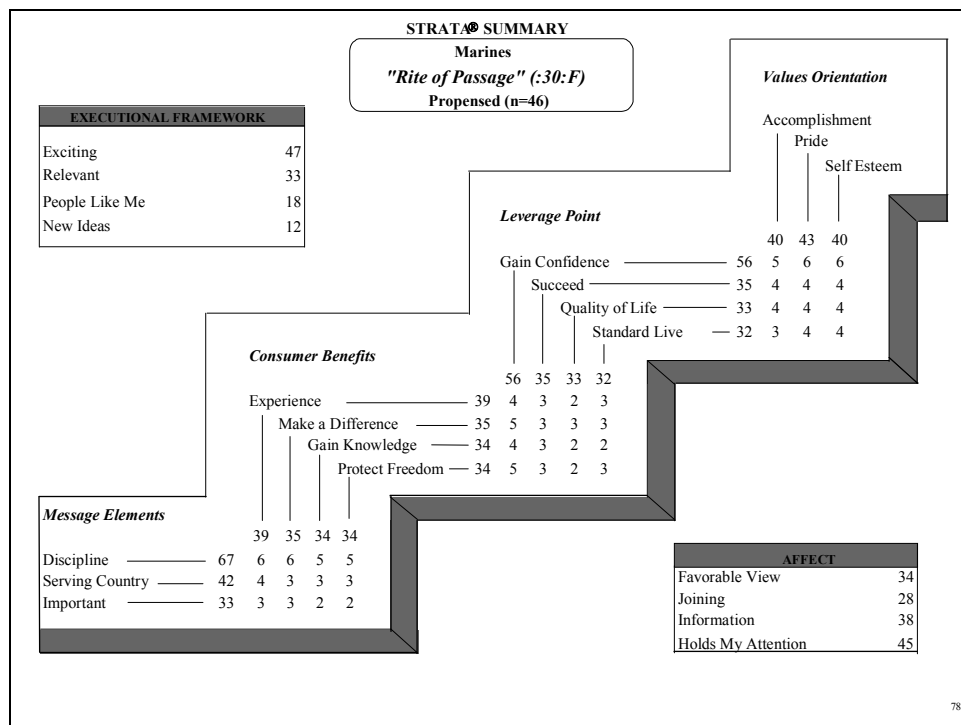 STRATA® SUMMARY
Marines
"Rite of Passage" (:30:F)
Propensed (n=46)
Values Orientation
EXECUTIONAL FRAMEWORK
Exciting 47
Relevant 33
People Like Me 18
New Ideas 12
Accomplishment
Pride
Self Esteem
Leverage Point
40 43 40
Gain Confidence 56 5 6 6
Succeed 35 4 4 4
Quality of Life 33 4 4 4
Standard Live 32 3 4 4
Consumer Benefits
56 35 33 32
Experience 39 4 3 2 3
Make a Difference 35 5 3 3 3
Gain Knowledge 34 4 3 2 2
Protect Freedom 34 5 3 2 3
Message Elements
39 35 34 34
Discipline 67 6 6 5 5
Serving Country 42 4 3 3 3
Important 33 3 3 2 2
AFFECT
Favorable View 34
Joining 28
Information 38
Holds My Attention 45
78